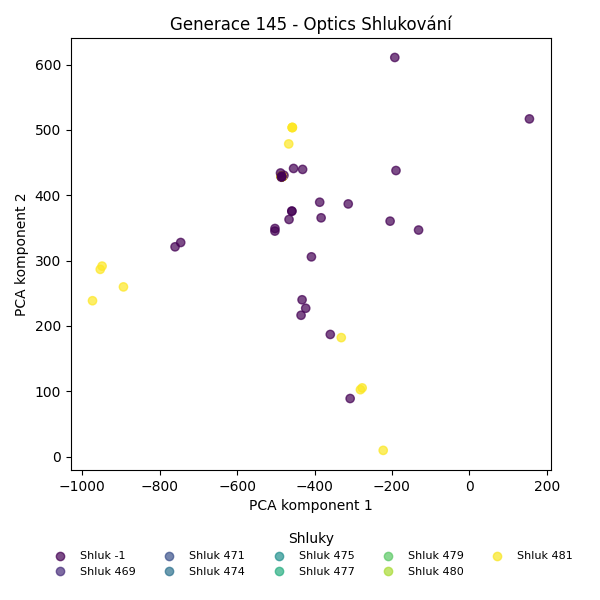 Generace 145 - Optics Shlukování
PCA komponent 2
600
500
400
300
200
100
0
−1000 −800 −600 −400 −200 0 200
PCA komponent 1
Shluky
Shluk -1 Shluk 471 Shluk 475 Shluk 479 Shluk 481
Shluk 469 Shluk 474 Shluk 477 Shluk 480